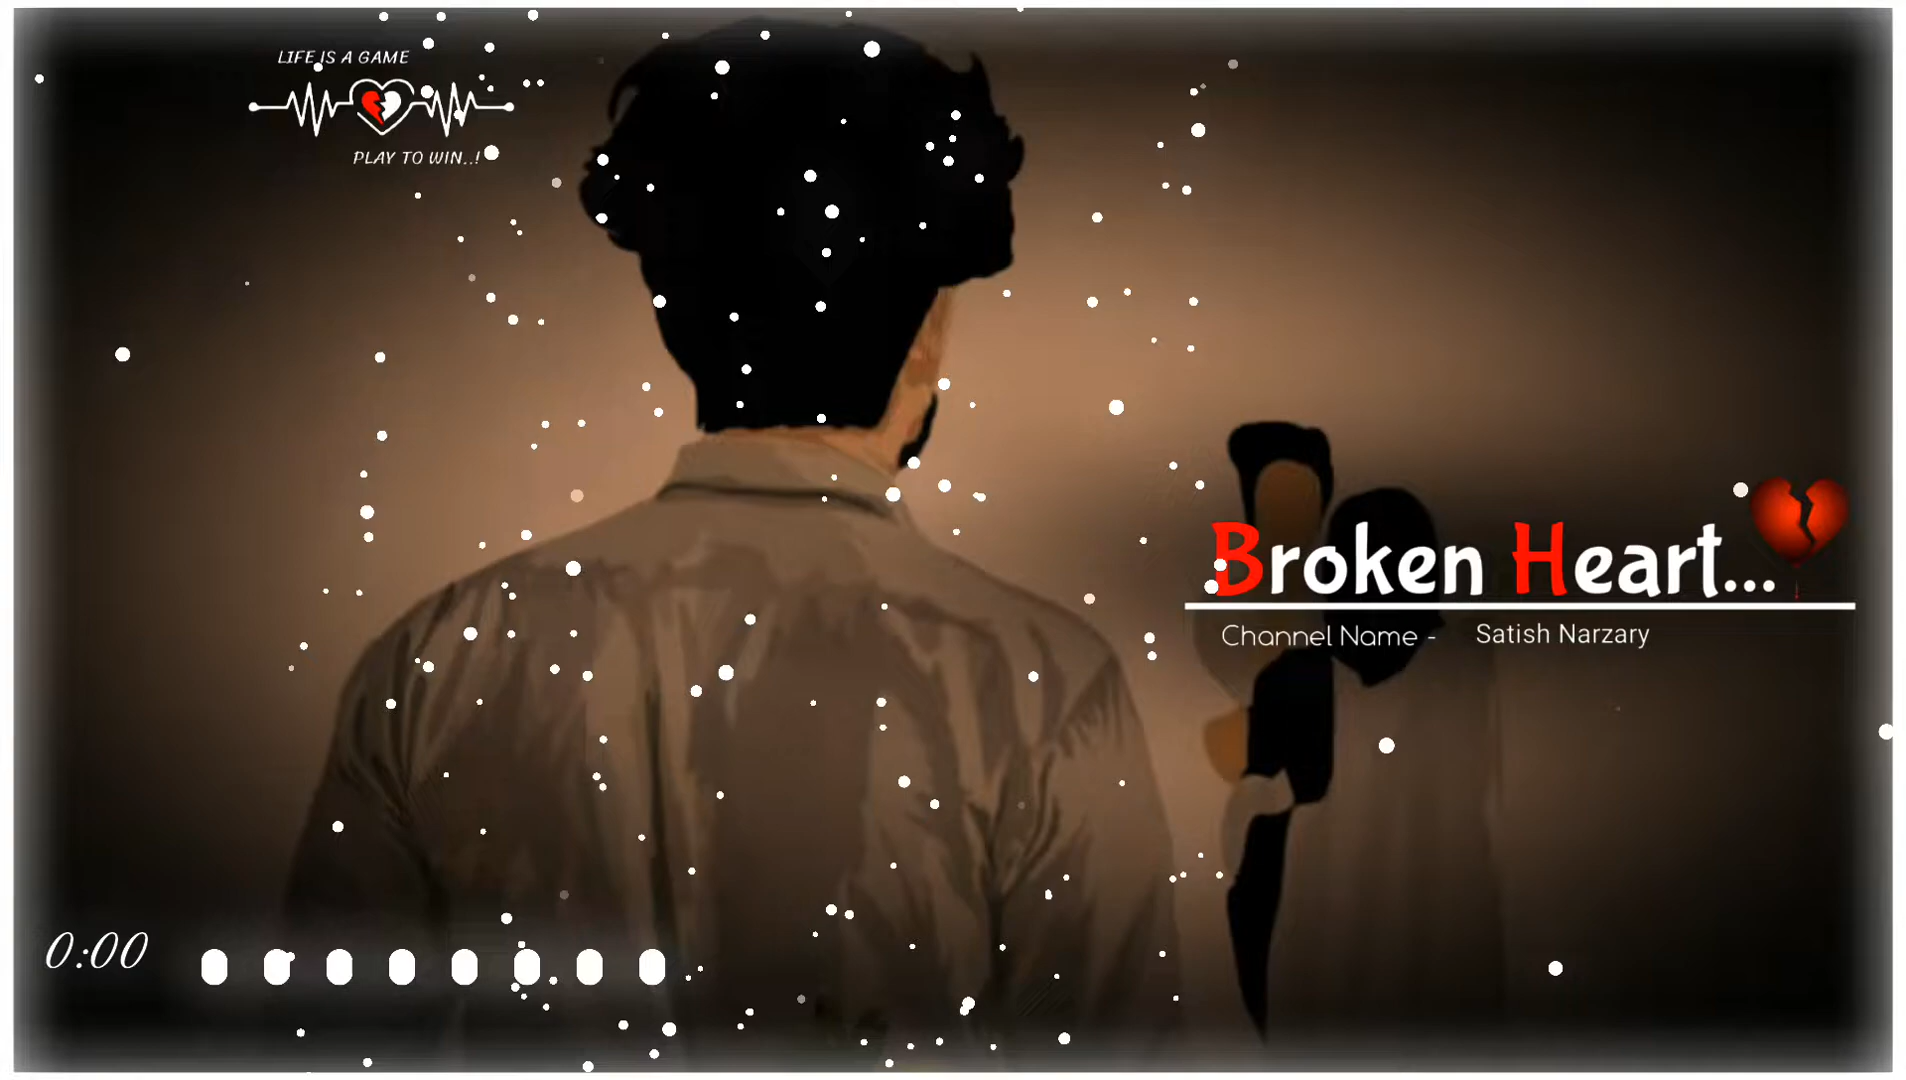 LIFE IS A GAME
PLAY TO WIN..!
Broken Heart...
Channel Name - Satish Narzary
0:00